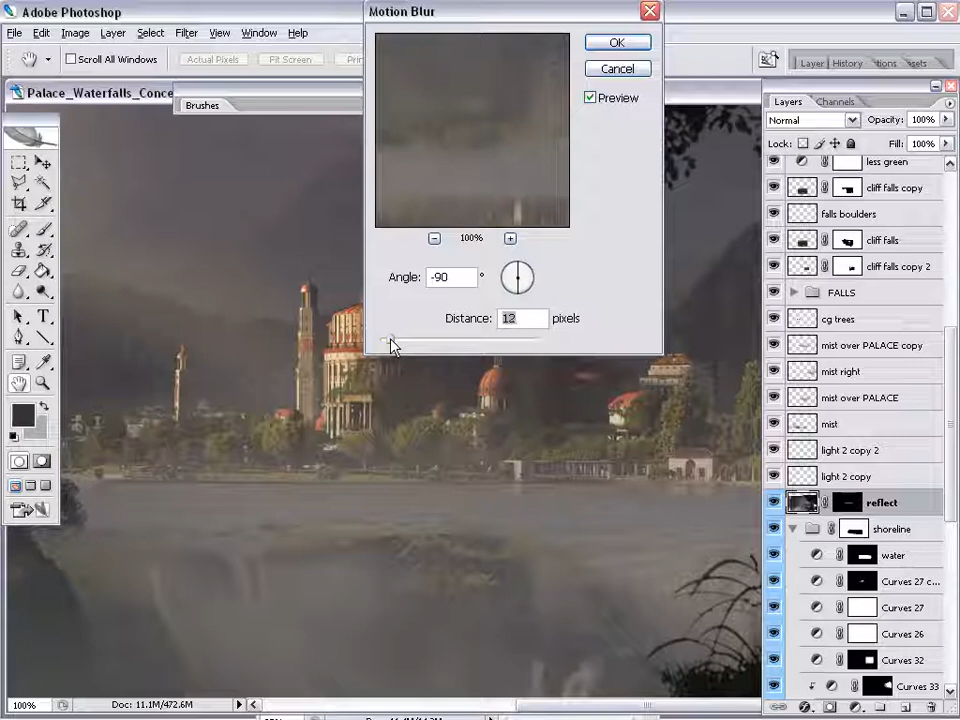 Adobe Photoshop
Motion Blur
File Edit Image Layer Select Filter View Window Help
OK
Scroll All Windows
Actual Pixels
Fit Screen
Cancel
Layer
History
Palace_Waterfalls_Conce
Preview
Brushes
Layers
Channels
Normal
Opacity: 100%
Lock:
Fill: 100%
less green
cliff falls copy
falls boulders
100%
cliff falls
cliff falls copy 2
Angle: -90 °
FALLS
Distance: 12 pixels
cg trees
mist over PALACE copy
mist right
mist over PALACE
mist
light 2 copy 2
light 2 copy
reflect
shoreline
water
Curves 27 c...
Curves 27
Curves 26
Curves 32
Curves 33
100%
Doc: 11.1M/472.6M